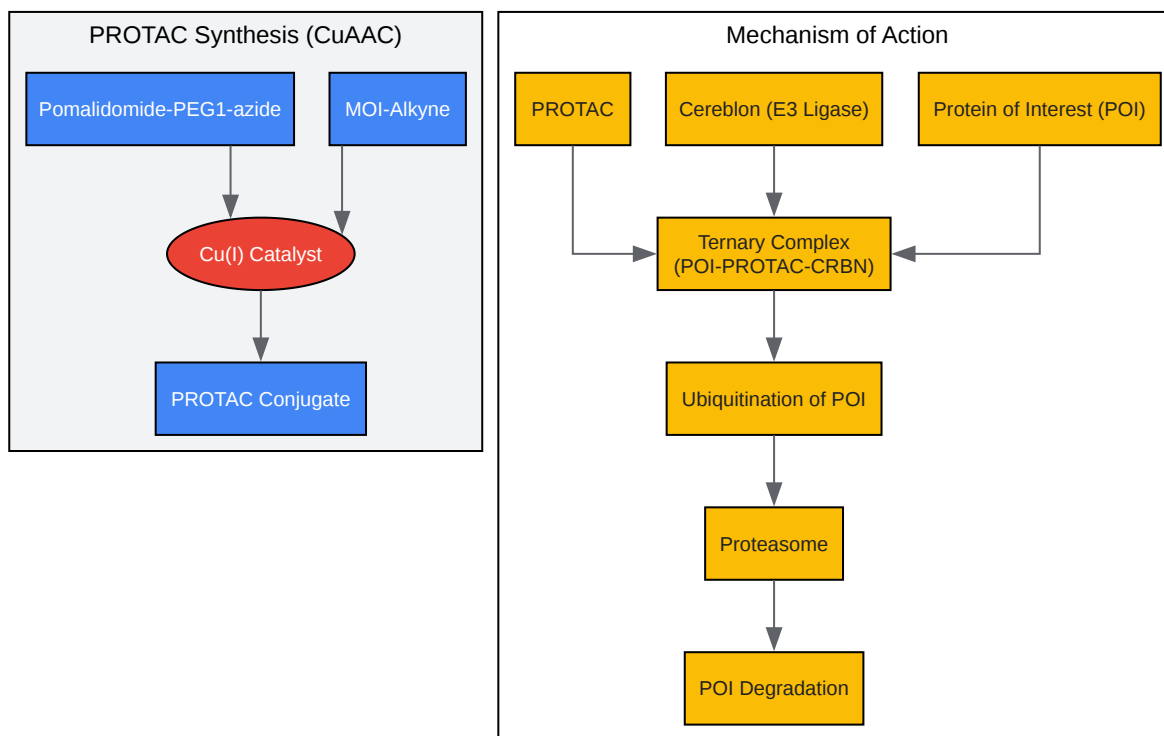 PROTAC Synthesis (CuAAC)
Pomalidomide-PEG1-azide
MOI-Alkyne
Cu(I) Catalyst
PROTAC Conjugate
Mechanism of Action
PROTAC
Cereblon (E3 Ligase)
Protein of Interest (POI)
Ternary Complex
(POI-PROTAC-CRBN)
Ubiquitination of POI
Proteasome
POI Degradation